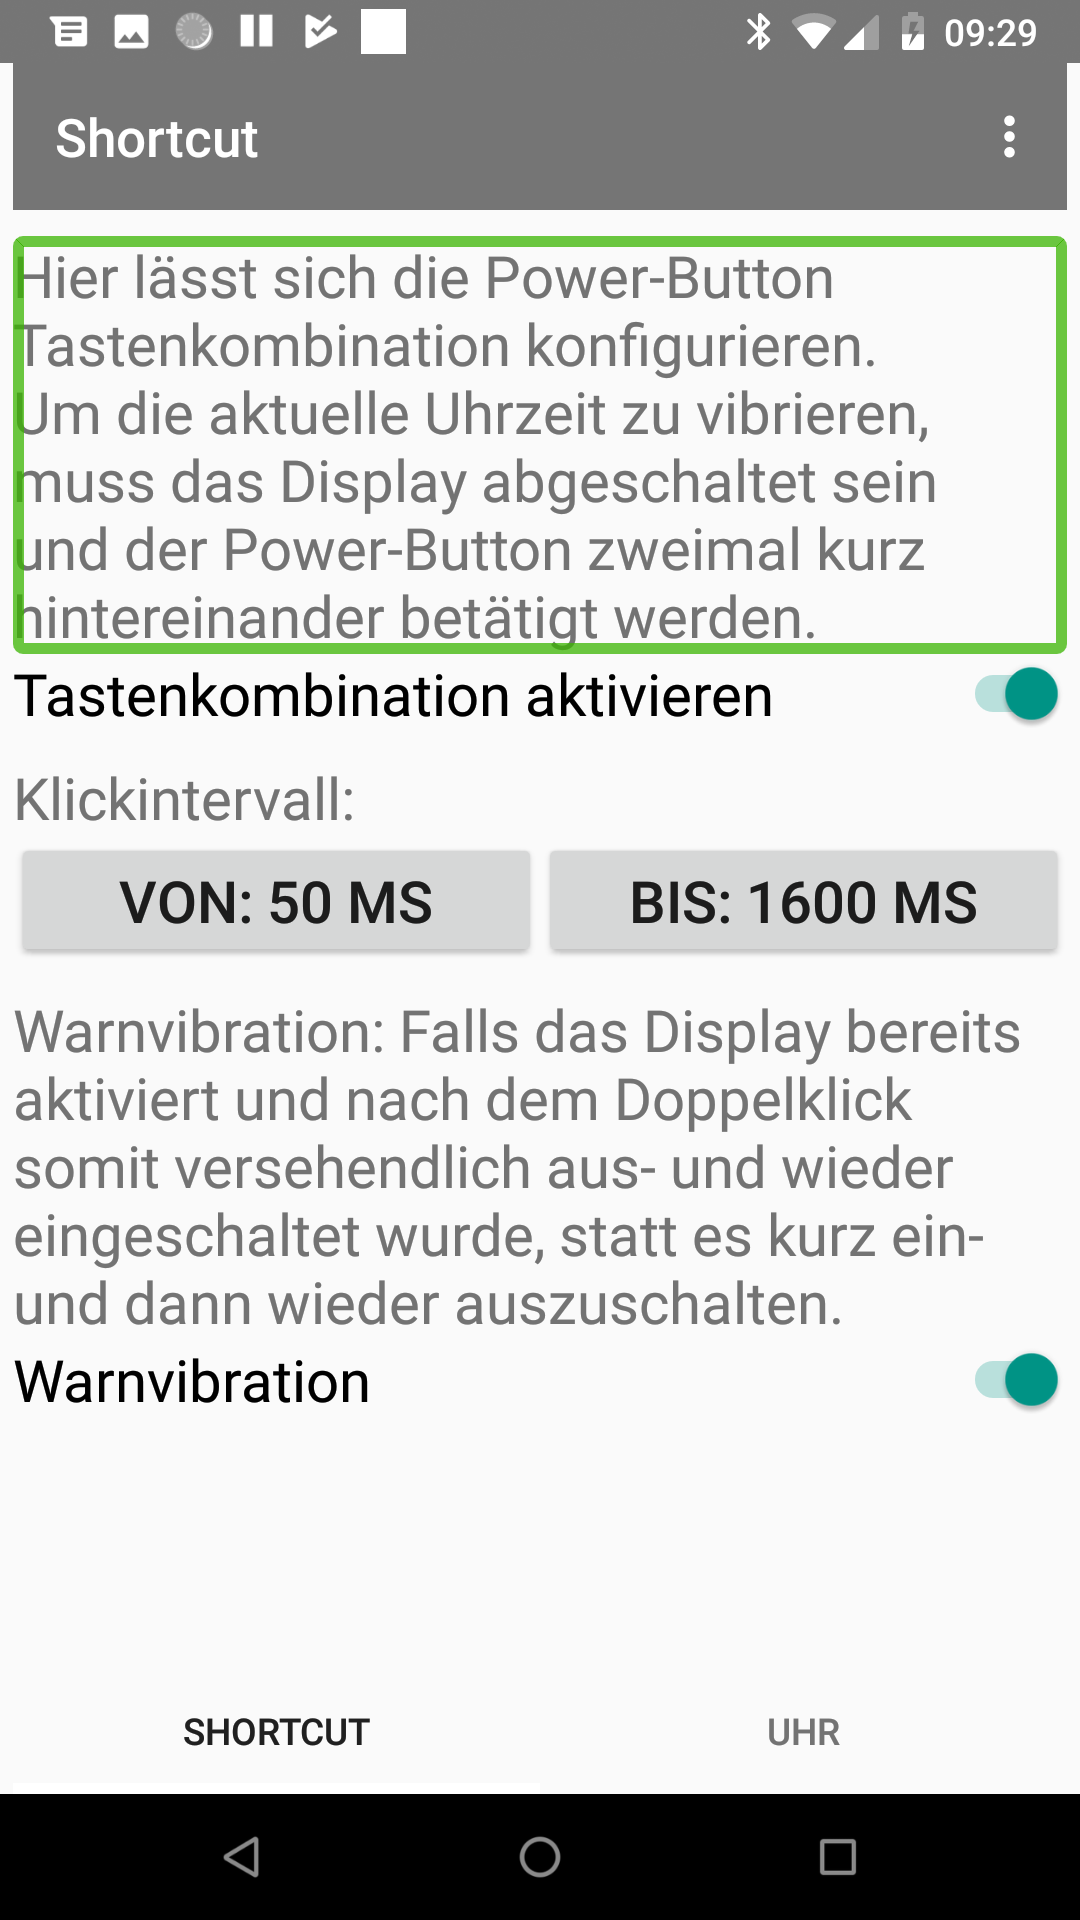 09:29
Shortcut
Hier lässt sich die Power-Button
Tastenkombination konfigurieren.
Um die aktuelle Uhrzeit zu vibrieren,
muss das Display abgeschaltet sein
und der Power-Button zweimal kurz
hintereinander betätigt werden.
Tastenkombination aktivieren
Klickintervall:
VON: 50 MS
BIS: 1600 MS
Warnvibration: Falls das Display bereits
aktiviert und nach dem Doppelklick
somit versehendlich aus- und wieder
eingeschaltet wurde, statt es kurz ein-
und dann wieder auszuschalten.
Warnvibration
SHORTCUT
UHR